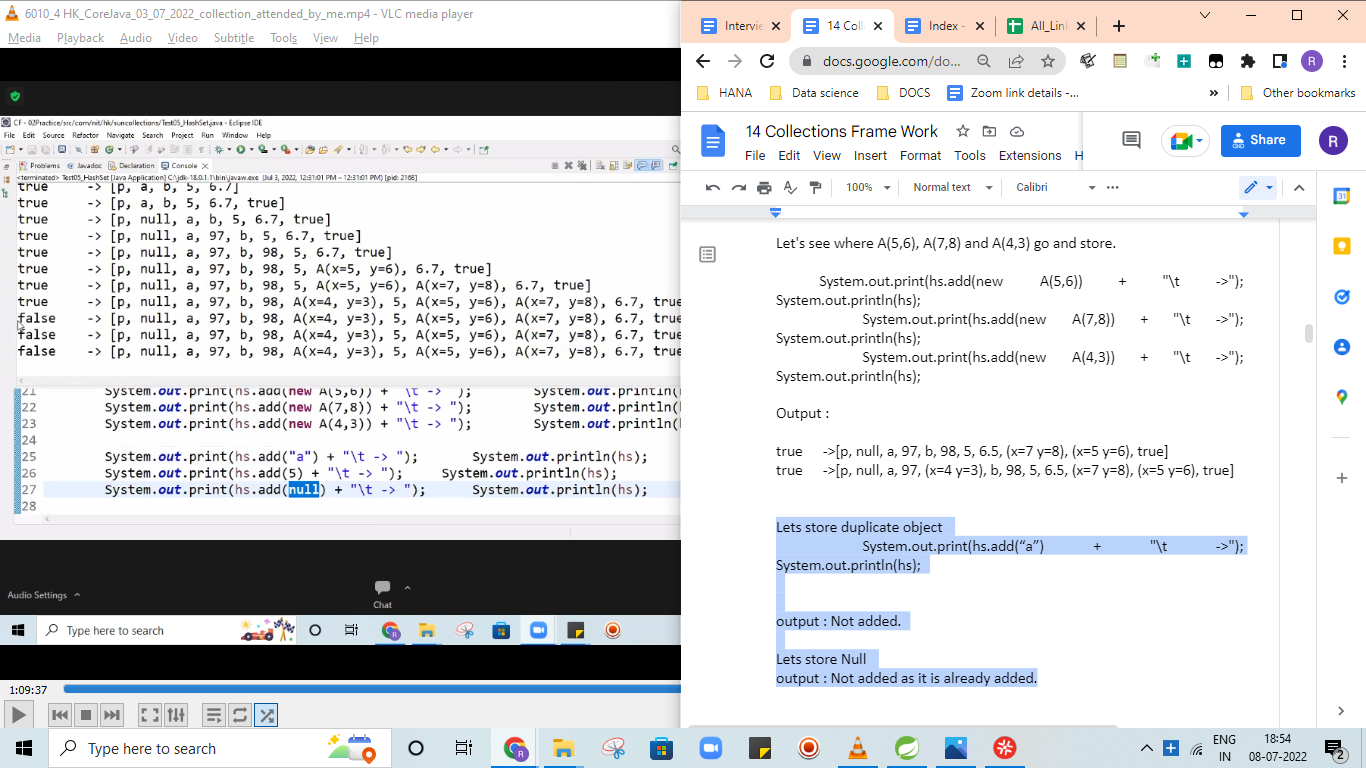 6010_4 HK_CoreJava_03_07_2022_collection_attended_by_me.mp4 - VLC media player
Media Playback Audio Video Subtitle Tools View Help
CF - 02Practice/src/com/nit/hk/suncollections/Test05_HashSet.java - Eclipse IDE
File Edit Source Refactor Navigate Search Project Run Window Help
Problems Javadoc Declaration Console
<terminated> Test05_HashSet [Java Application] C:\jdk-18.0.1.1\bin\javaw.exe (Jul 3, 2022, 12:31:01 PM – 12:31:01 PM) [pid: 2168]
true -> [p, a, b, 5, 6.7]
true -> [p, a, b, 5, 6.7, true]
true -> [p, null, a, b, 5, 6.7, true]
true -> [p, null, a, 97, b, 5, 6.7, true]
true -> [p, null, a, 97, b, 98, 5, 6.7, true]
true -> [p, null, a, 97, b, 98, 5, A(x=5, y=6), 6.7, true]
true -> [p, null, a, 97, b, 98, 5, A(x=5, y=6), A(x=7, y=8), 6.7, true]
true -> [p, null, a, 97, b, 98, A(x=4, y=3), 5, A(x=5, y=6), A(x=7, y=8), 6.7, true
false -> [p, null, a, 97, b, 98, A(x=4, y=3), 5, A(x=5, y=6), A(x=7, y=8), 6.7, true
false -> [p, null, a, 97, b, 98, A(x=4, y=3), 5, A(x=5, y=6), A(x=7, y=8), 6.7, true
false -> [p, null, a, 97, b, 98, A(x=4, y=3), 5, A(x=5, y=6), A(x=7, y=8), 6.7, true
21 System.out.print(hs.add(new A(5,6)) + "\t -> "); System.out.println(
22 System.out.print(hs.add(new A(7,8)) + "\t -> "); System.out.println(
23 System.out.print(hs.add(new A(4,3)) + "\t -> "); System.out.println(
24
25 System.out.print(hs.add("a") + "\t -> "); System.out.println(hs);
26 System.out.print(hs.add(5) + "\t -> "); System.out.println(hs);
27 System.out.print(hs.add(null) + "\t -> "); System.out.println(hs);
28
Audio Settings
Chat
Type here to search
1:09:37
Intervie
14 Coll
Index -
All_Lin
docs.google.com/do...
R
HANA
Data science
DOCS
Zoom link details -...
»
Other bookmarks
14 Collections Frame Work
File Edit View Insert Format Tools Extensions H
Share
R
100% Normal text Calibri
31
Let's see where A(5,6), A(7,8) and A(4,3) go and store.
System.out.print(hs.add(new A(5,6)) + "\t ->");
System.out.println(hs);
System.out.print(hs.add(new A(7,8)) + "\t ->");
System.out.println(hs);
System.out.print(hs.add(new A(4,3)) + "\t ->");
System.out.println(hs);
Output :
true ->[p, null, a, 97, b, 98, 5, 6.5, (x=7 y=8), (x=5 y=6), true]
true ->[p, null, a, 97, (x=4 y=3), b, 98, 5, 6.5, (x=7 y=8), (x=5 y=6), true]
Lets store duplicate object
System.out.print(hs.add(“a”) + "\t ->");
System.out.println(hs);
output : Not added.
Lets store Null
output : Not added as it is already added.
Type here to search
ENG
IN
18:54
08-07-2022
2